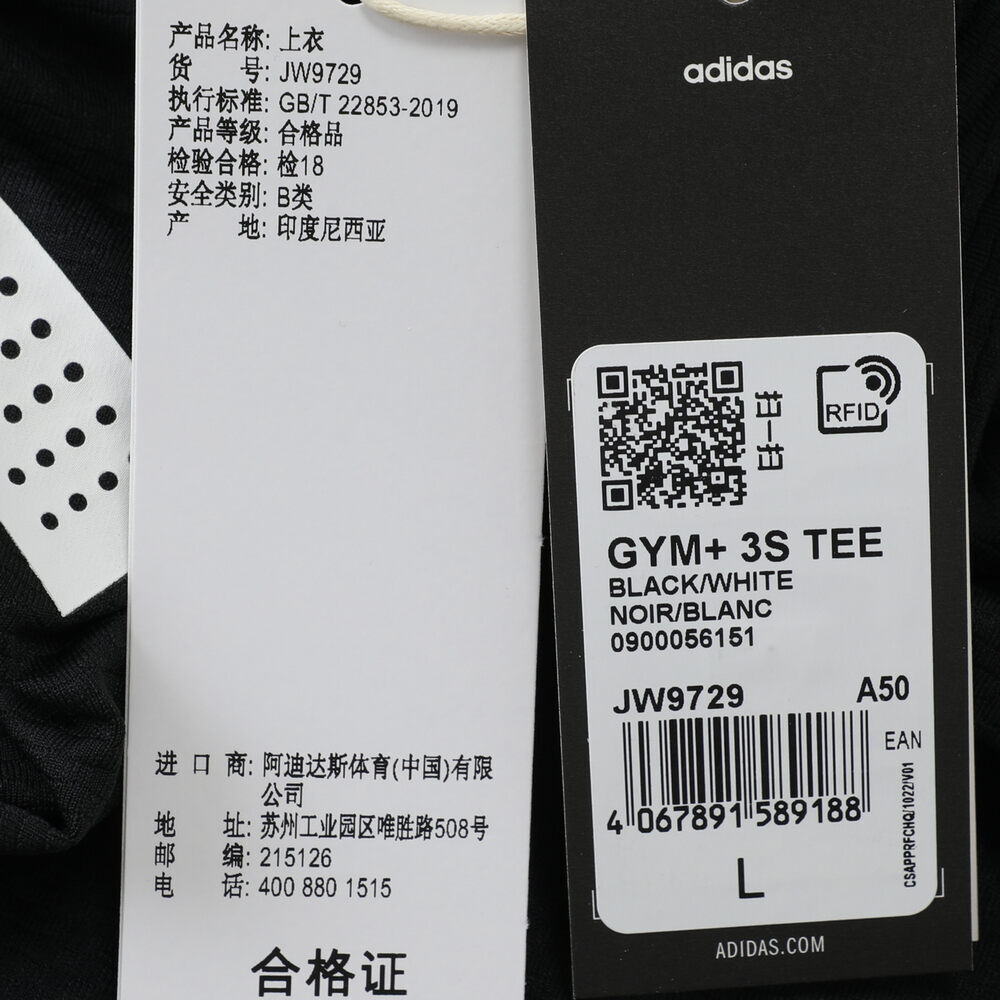 产品名称: 上衣
货 号: JW9729
执行标准: GB/T 22853-2019
产品等级: 合格品
检验合格: 检18
安全类别: B类
产 地: 印度尼西亚
进 口 商: 阿迪达斯体育(中国)有限
公司
地 址: 苏州工业园区唯胜路508号
邮 编: 215126
电 话: 400 880 1515
合格证
adidas
扫一扫
RFID
GYM+ 3S TEE
BLACK/WHITE
NOIR/BLANC
0900056151
JW9729 A50
EAN
4 067891 589188
CSAPPRFCHQ/1022/V01
L
ADIDAS.COM